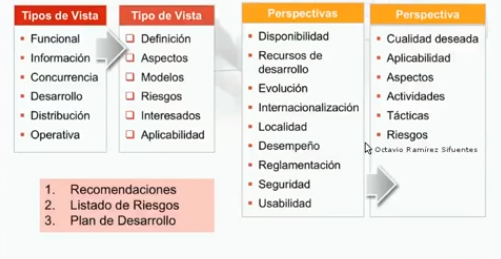 Tipos de Vista
Funcional
Información
Concurrencia
Desarrollo
Distribución
Operativa
Tipo de Vista
Definición
Aspectos
Modelos
Riesgos
Interesados
Aplicabilidad
Perspectivas
Disponibilidad
Recursos de
desarrollo
Evolución
Internacionalización
Localidad
Desempeño
Reglamentación
Seguridad
Usabilidad
Perspectiva
Cualidad deseada
Aplicabilidad
Aspectos
Actividades
Tácticas
Riesgos
Octavio Ramírez Sifuentes
1. Recomendaciones
2. Listado de Riesgos
3. Plan de Desarrollo